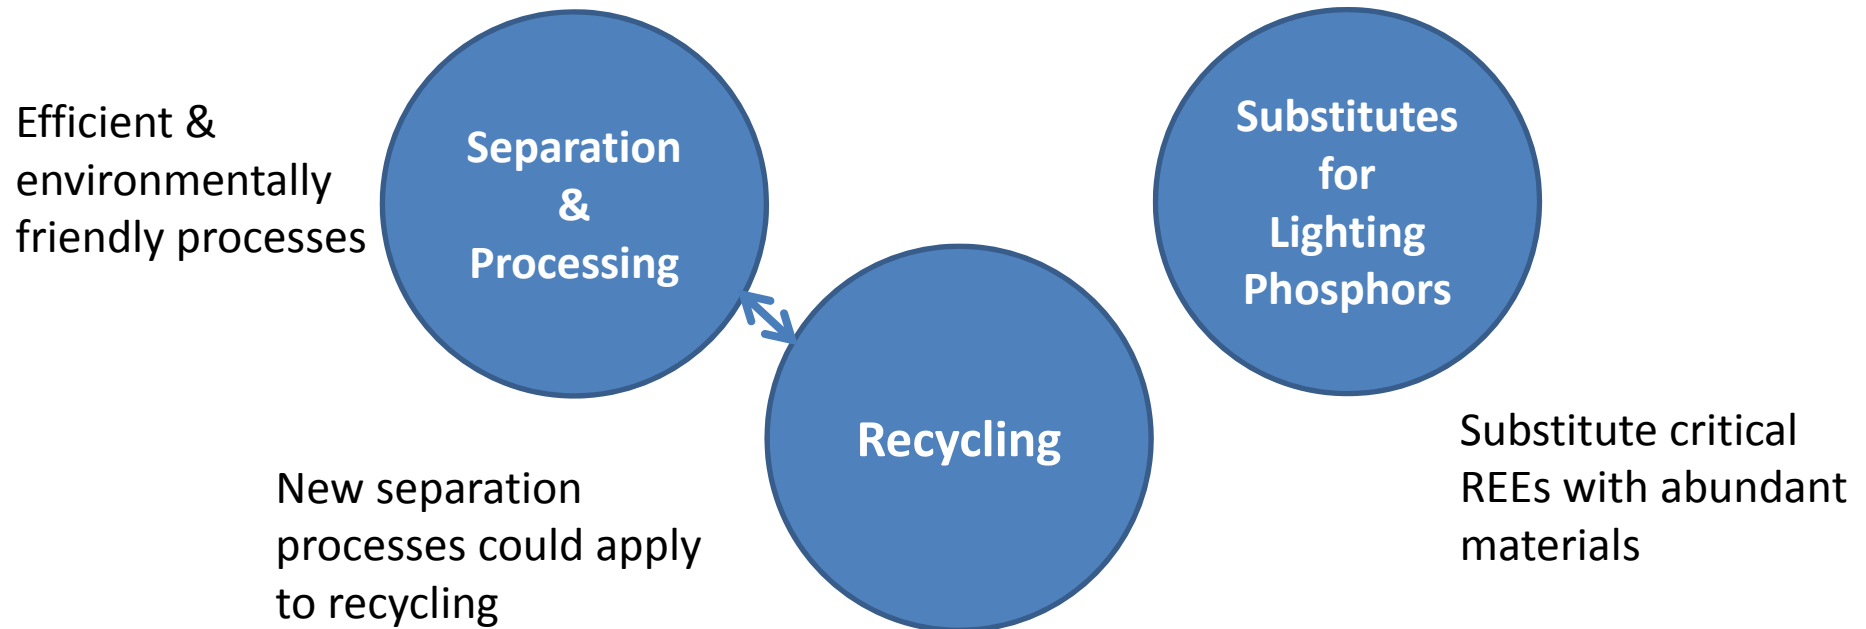 Efficient &
environmentally
friendly processes
Separation
&
Processing
Substitutes
for
Lighting
Phosphors
Recycling
New separation
processes could apply
to recycling
Substitute critical
REEs with abundant
materials